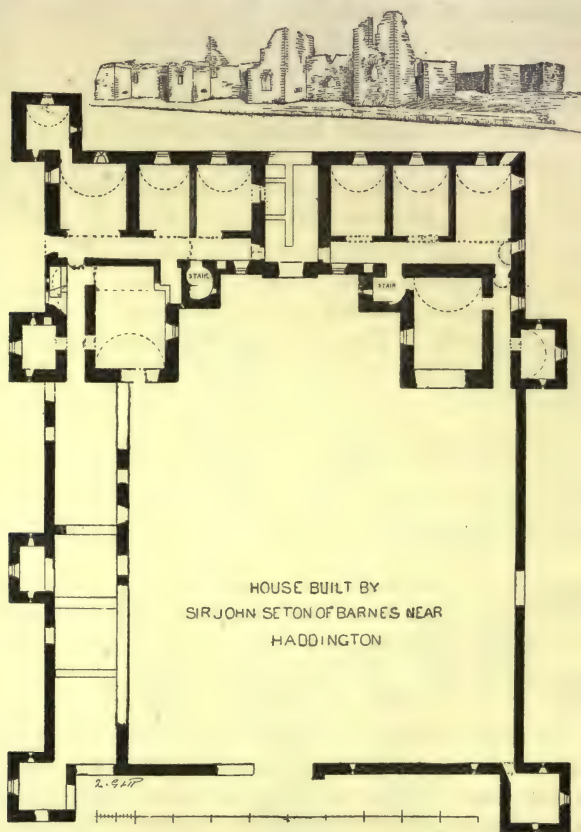 STAIR
STAIR
HOUSE BUILT BY
SIR JOHN SETON OF BARNES NEAR
HADDINGTON